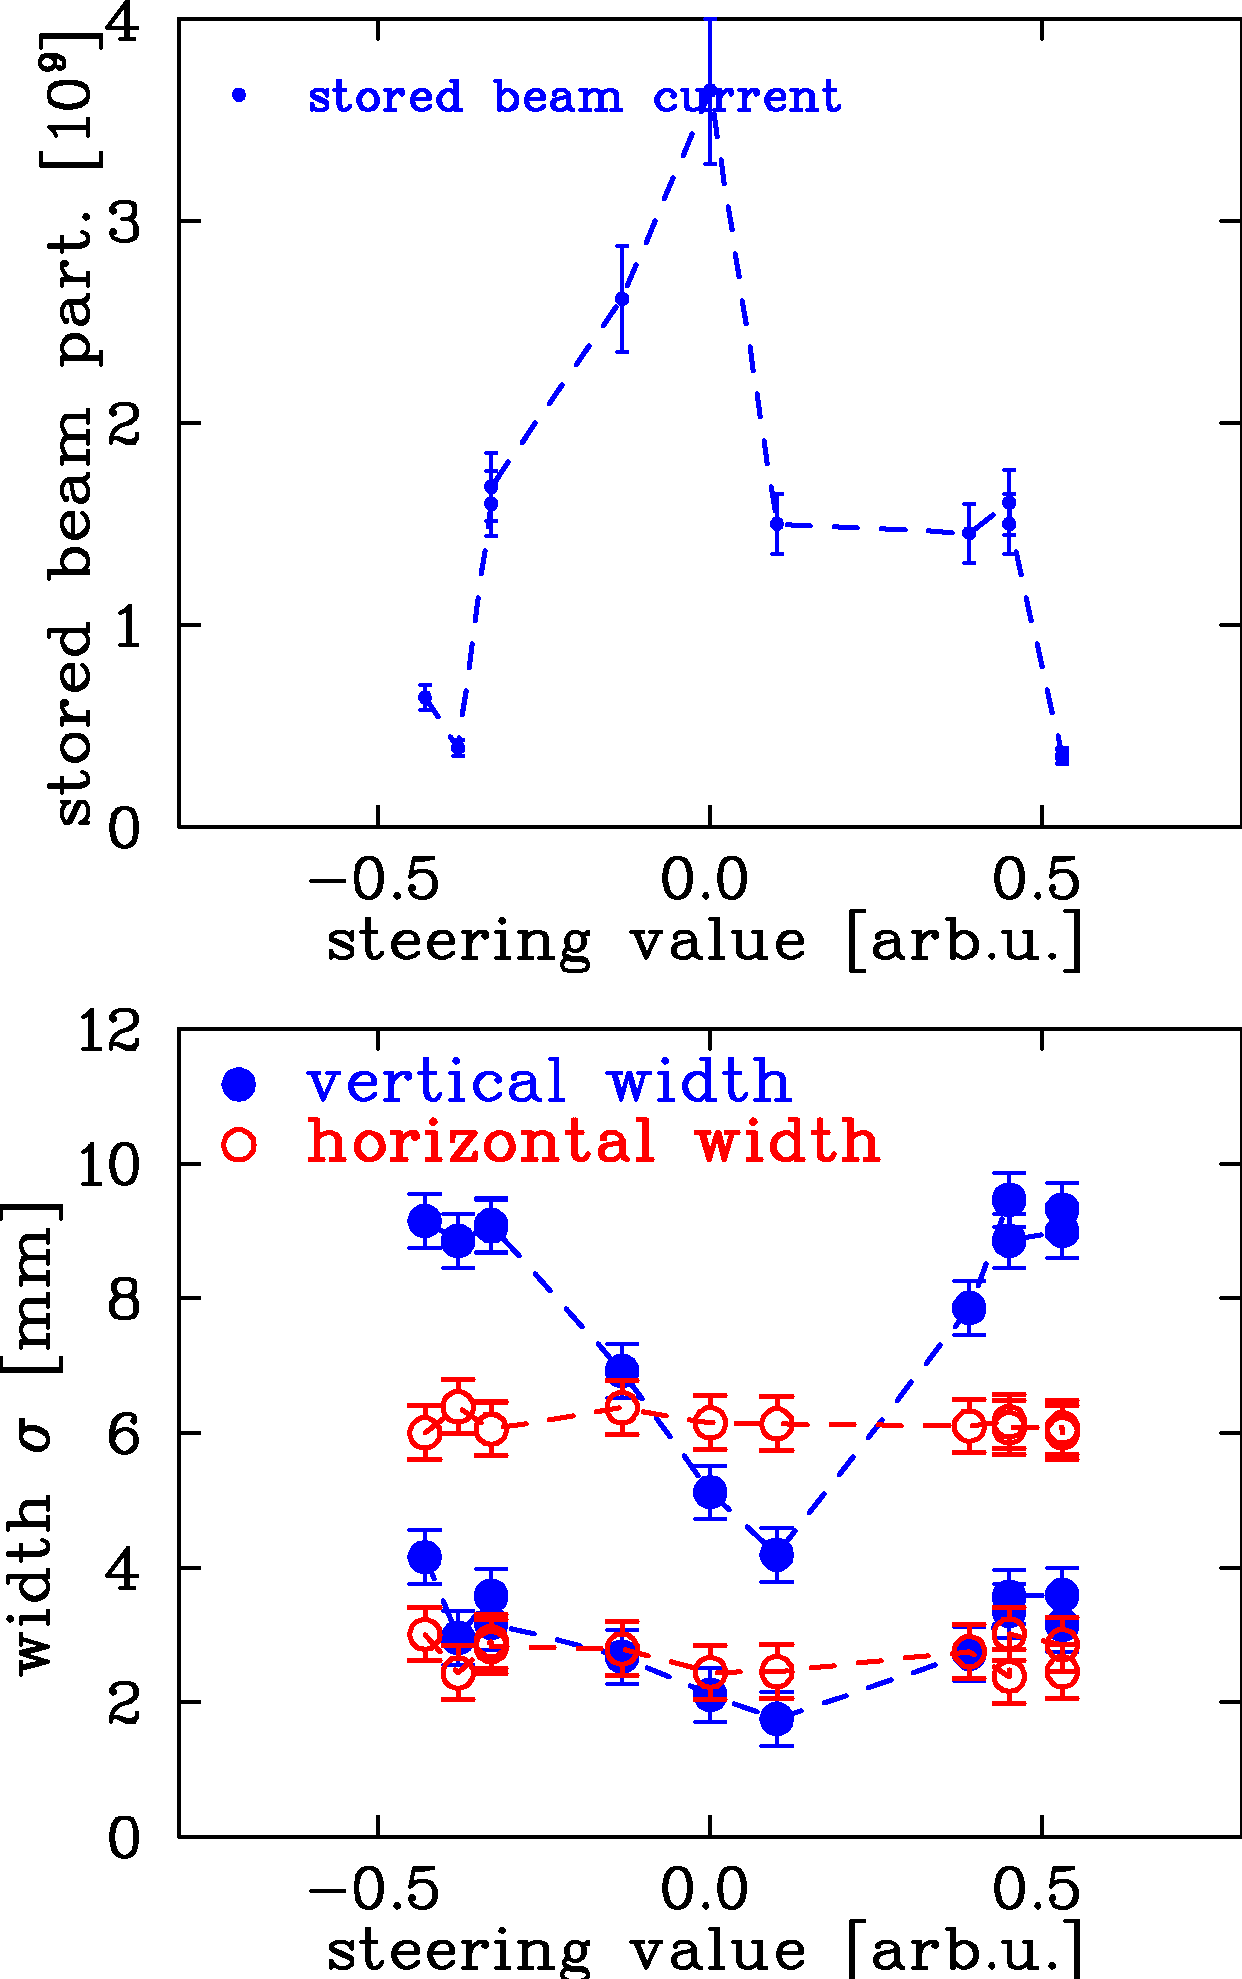 stored beam part. [10⁹]
4
3
2
1
0
stored beam current
−0.5 0.0 0.5
steering value [arb.u.]
width σ [mm]
12
10
8
6
4
2
0
vertical width
horizontal width
−0.5 0.0 0.5
steering value [arb.u.]